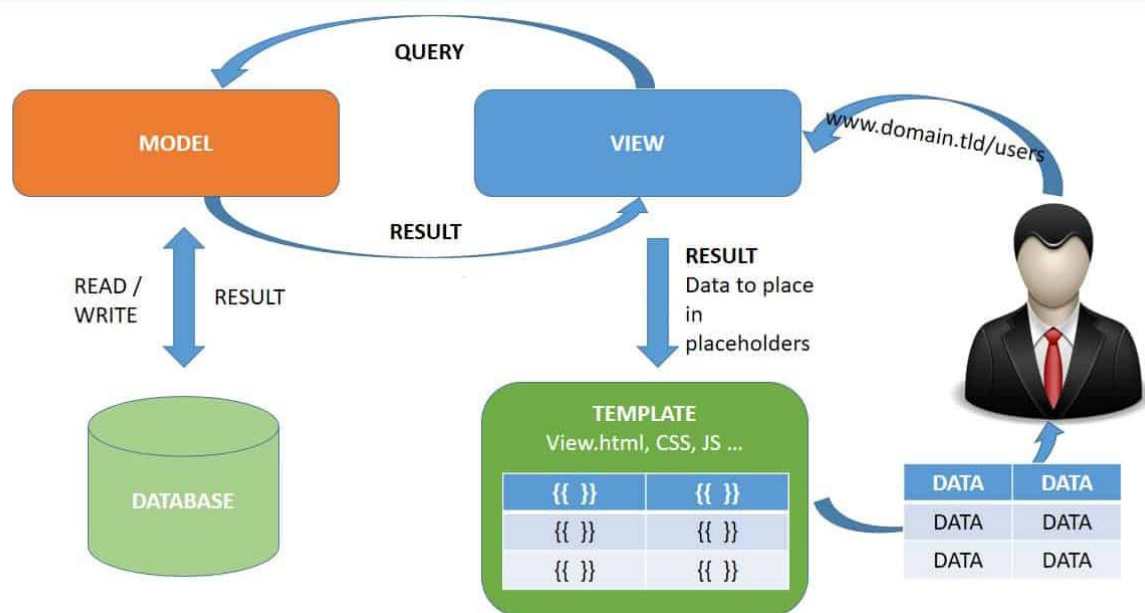 QUERY
MODEL
VIEW
www.domain.tld/users
RESULT
READ /
WRITE
RESULT
RESULT
Data to place
in
placeholders
TEMPLATE
View.html, CSS, JS ...
{{ }} {{ }}
{{ }} {{ }}
{{ }} {{ }}
DATABASE
DATA DATA
DATA DATA
DATA DATA